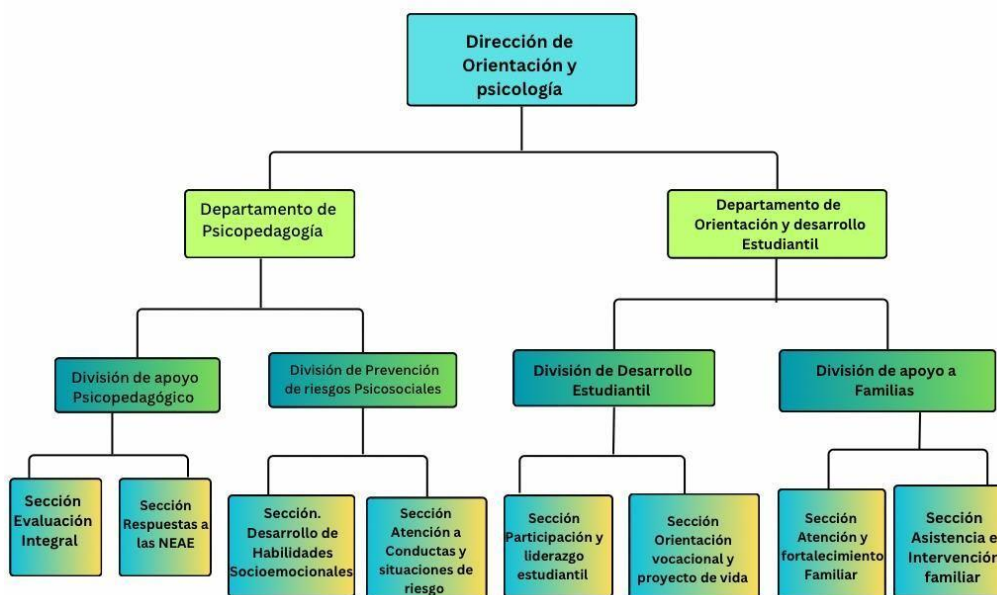 Dirección de
Orientación y
psicología
Departamento de
Psicopedagogía
Departamento de
Orientación y desarrollo
Estudiantil
División de apoyo
Psicopedagógico
División de Prevención
de riesgos Psicosociales
División de Desarrollo
Estudiantil
División de apoyo a
Familias
Sección
Evaluación
Integral
Sección
Respuestas a
las NEAE
Sección.
Desarrollo de
Habilidades
Socioemocionales
Sección
Atención a
Conductas y
situaciones de
riesgo
Sección
Participación y
liderazgo
estudiantil
Sección
Orientación
vocacional y
proyecto de vida
Sección
Atención y
fortalecimiento
Familiar
Sección
Asistencia e
Intervención
familiar